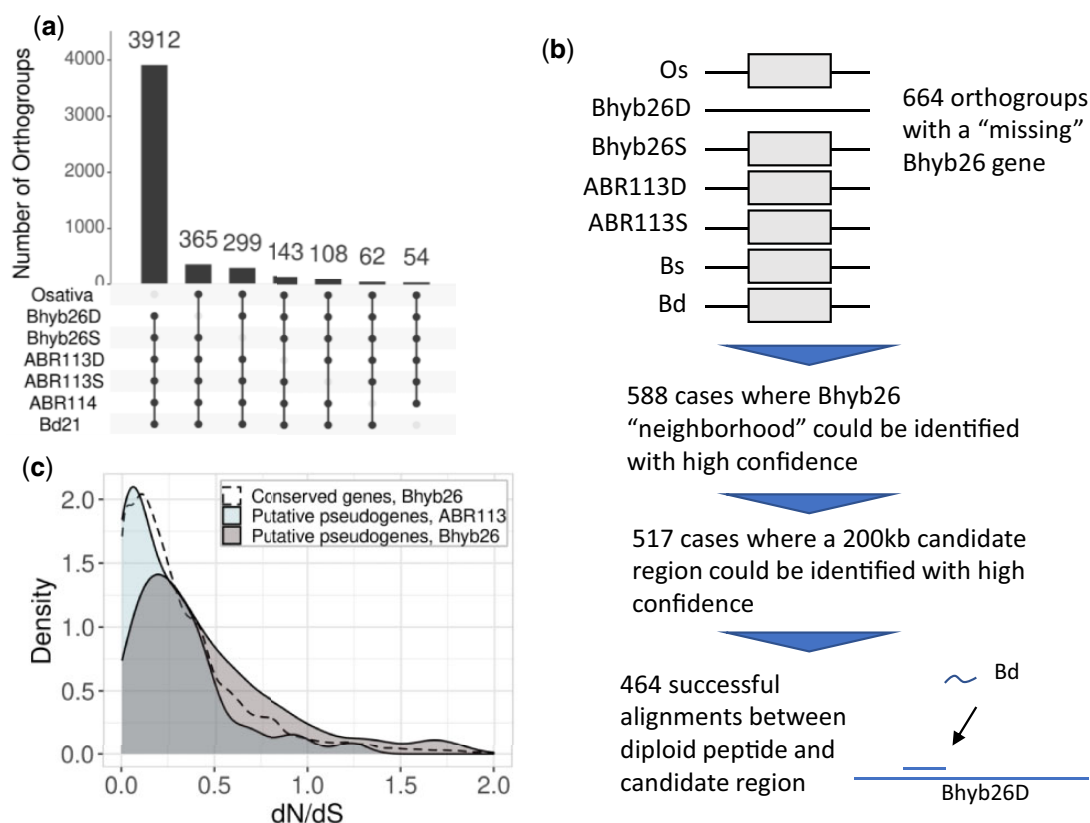 (a)
3912
365
299
143
108
62
54
4000
3000
2000
1000
0
Number of Orthogroups
Osativa
Bhyb26D
Bhyb26S
ABR113D
ABR113S
ABR114
Bd21
(b)
Os
Bhyb26D
Bhyb26S
ABR113D
ABR113S
Bs
Bd
664 orthogroups
with a “missing”
Bhyb26 gene
588 cases where Bhyb26
“neighborhood” could be identified
with high confidence
517 cases where a 200kb candidate
region could be identified with high
confidence
464 successful
alignments between
diploid peptide and
candidate region
Bd
Bhyb26D
(c)
Conserved genes, Bhyb26
Putative pseudogenes, ABR113
Putative pseudogenes, Bhyb26
2.0
1.5
1.0
0.5
0.0
Density
0.0 0.5 1.0 1.5 2.0
dN/dS